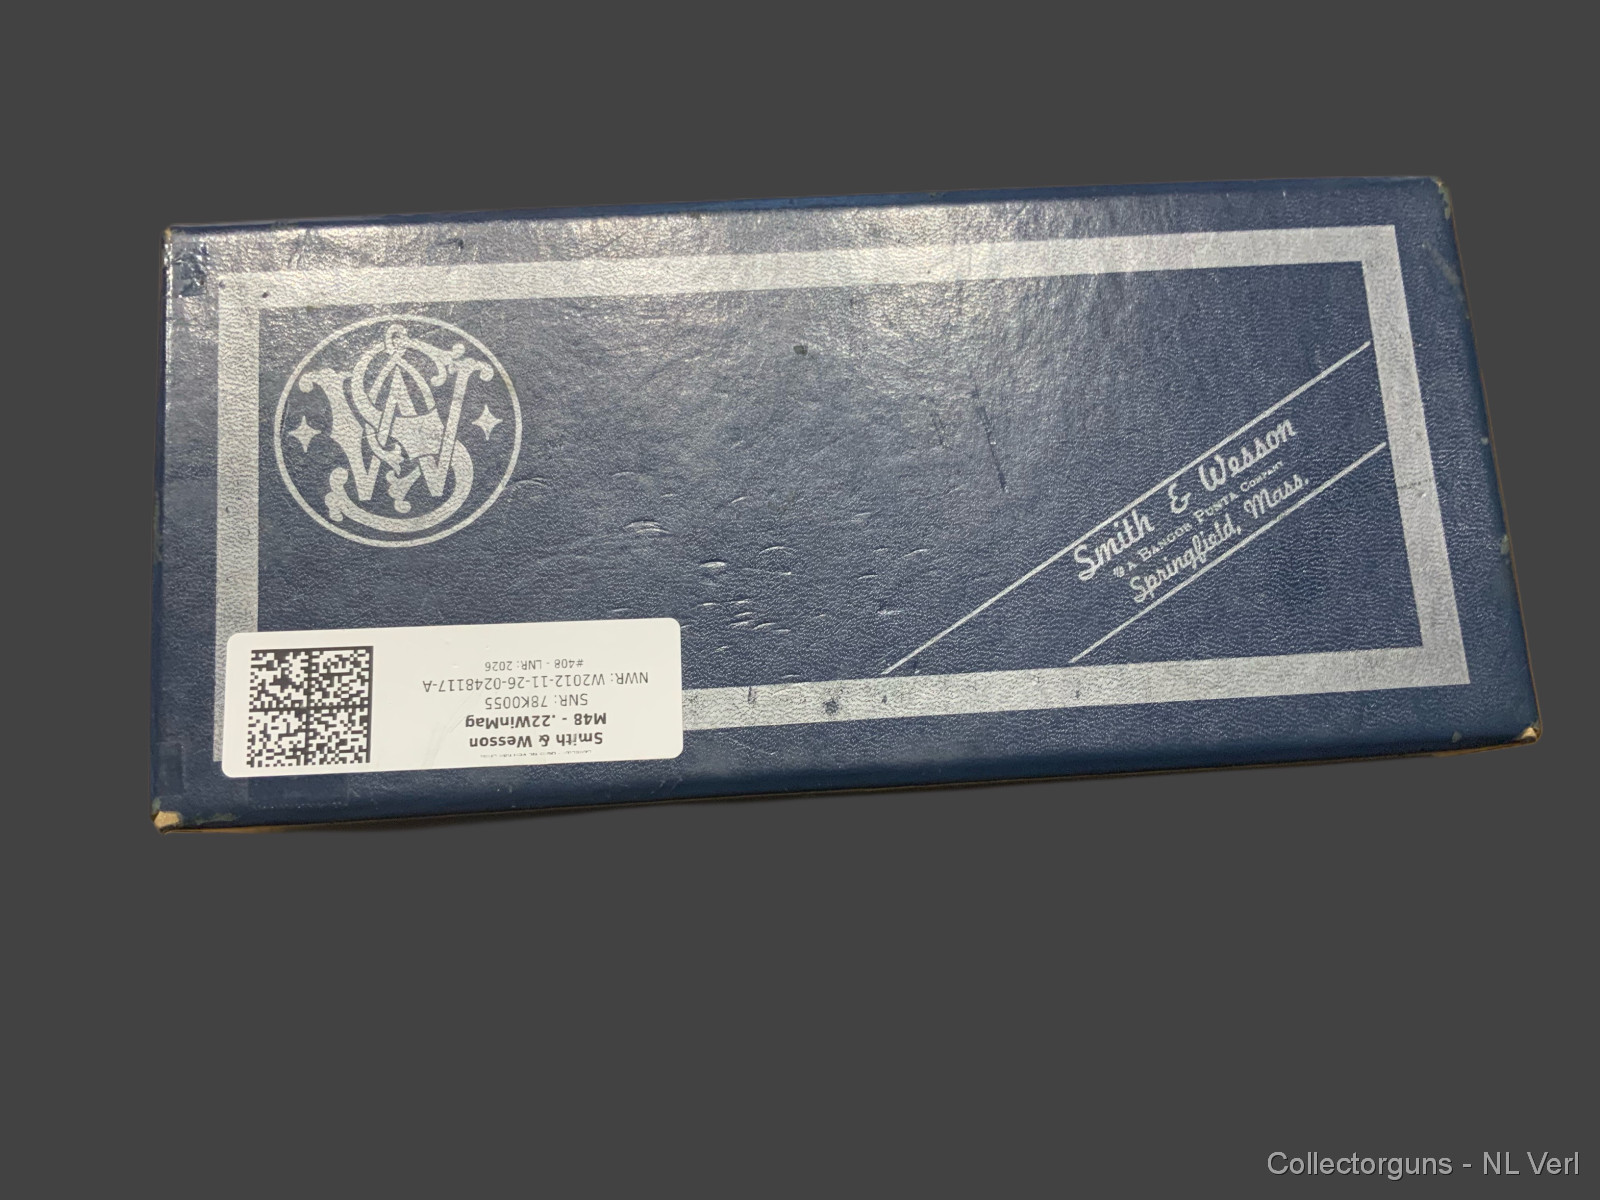 Smith & Wesson
A BANGOR PUNTA COMPANY
Springfield, Mass.
Smith & Wesson
M48 - .22WinMag
SNR: 78K0055
NWR: W2012-11-26-0248117-A
#408 - LNR: 2026
Collectorguns - NL Verl